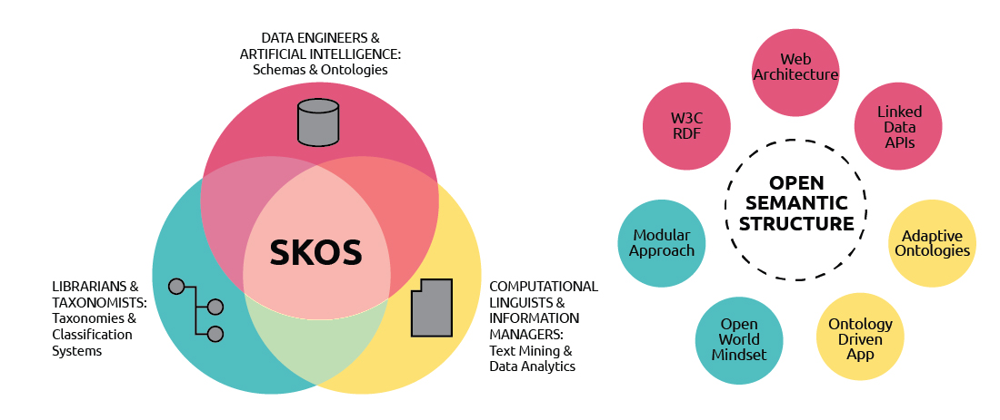 DATA ENGINEERS &
ARTIFICIAL INTELLIGENCE:
Schemas & Ontologies
SKOS
LIBRARIANS &
TAXONOMISTS:
Taxonomies &
Classification
Systems
COMPUTATIONAL
LINGUISTS &
INFORMATION
MANAGERS:
Text Mining &
Data Analytics
Web
Architecture
W3C
RDF
Linked
Data
APIs
OPEN
SEMANTIC
STRUCTURE
Modular
Approach
Adaptive
Ontologies
Open
World
Mindset
Ontology
Driven
App